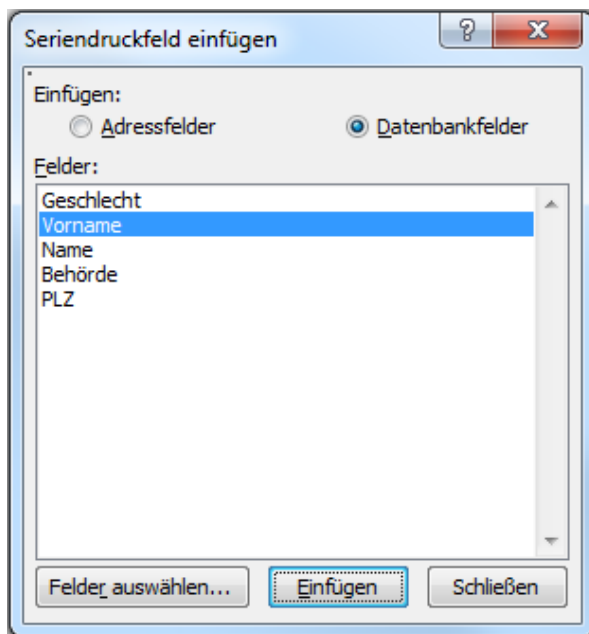 Seriendruckfeld einfügen
Einfügen:
Adressfelder Datenbankfelder
Felder:
Geschlecht
Vorname
Name
Behörde
PLZ
Felder auswählen... Einfügen Schließen